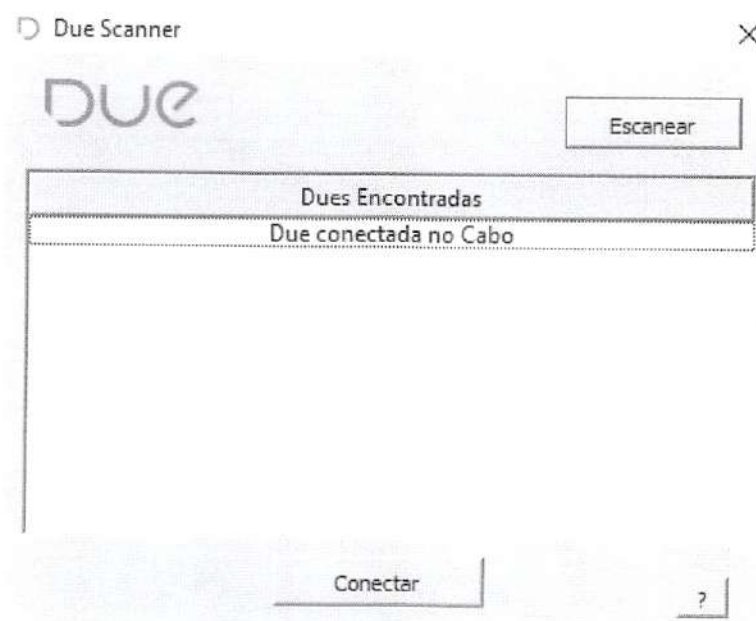 Due Scanner
DUE
Escanear
Dues Encontradas
Due conectada no Cabo
Conectar
?